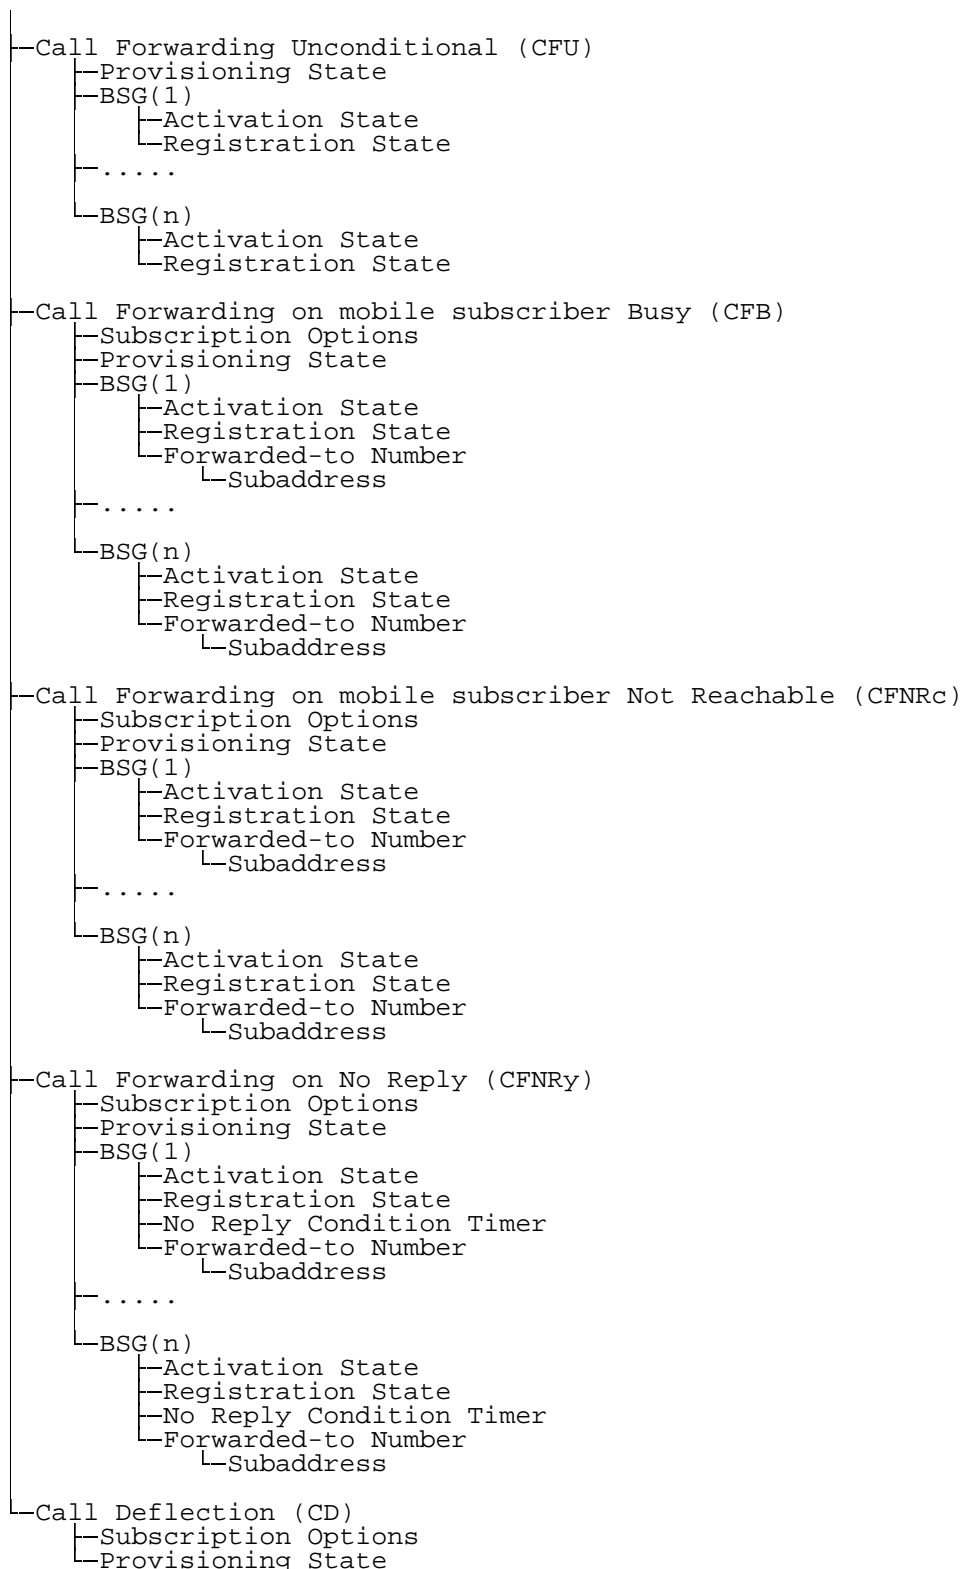 Call Forwarding Unconditional (CFU)
Provisioning State
BSG(1)
Activation State
Registration State
.....
BSG(n)
Activation State
Registration State
Call Forwarding on mobile subscriber Busy (CFB)
Subscription Options
Provisioning State
BSG(1)
Activation State
Registration State
Forwarded-to Number
Subaddress
.....
BSG(n)
Activation State
Registration State
Forwarded-to Number
Subaddress
Call Forwarding on mobile subscriber Not Reachable (CFNRc)
Subscription Options
Provisioning State
BSG(1)
Activation State
Registration State
Forwarded-to Number
Subaddress
.....
BSG(n)
Activation State
Registration State
Forwarded-to Number
Subaddress
Call Forwarding on No Reply (CFNRy)
Subscription Options
Provisioning State
BSG(1)
Activation State
Registration State
No Reply Condition Timer
Forwarded-to Number
Subaddress
.....
BSG(n)
Activation State
Registration State
No Reply Condition Timer
Forwarded-to Number
Subaddress
Call Deflection (CD)
Subscription Options
Provisioning State